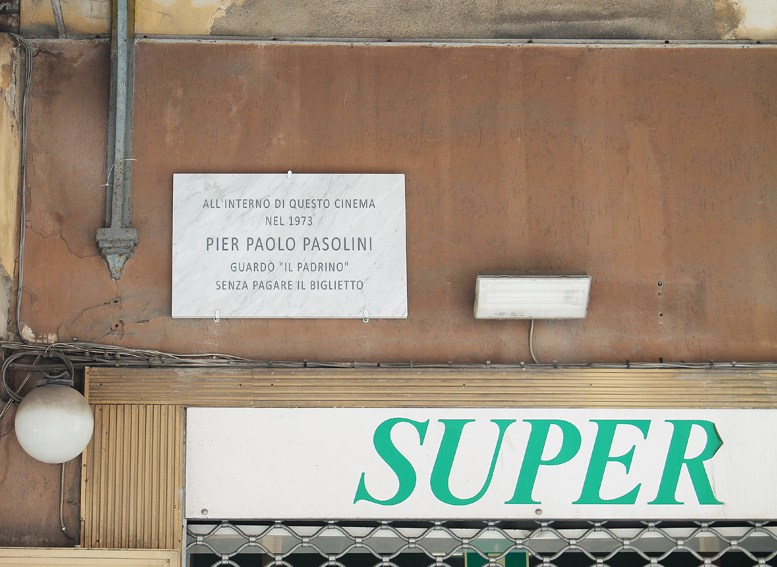 ALL'INTERNO DI QUESTO CINEMA
NEL 1973
PIER PAOLO PASOLINI
GUARDÒ "IL PADRINO"
SENZA PAGARE IL BIGLIETTO
SUPER